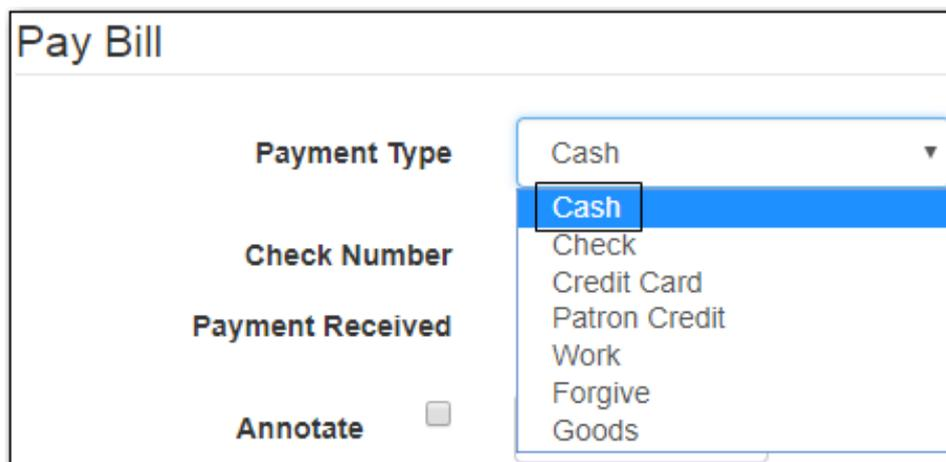 Pay Bill
Payment Type
Cash
Cash
Check
Check Number
Credit Card
Patron Credit
Payment Received
Work
Forgive
Annotate
Goods